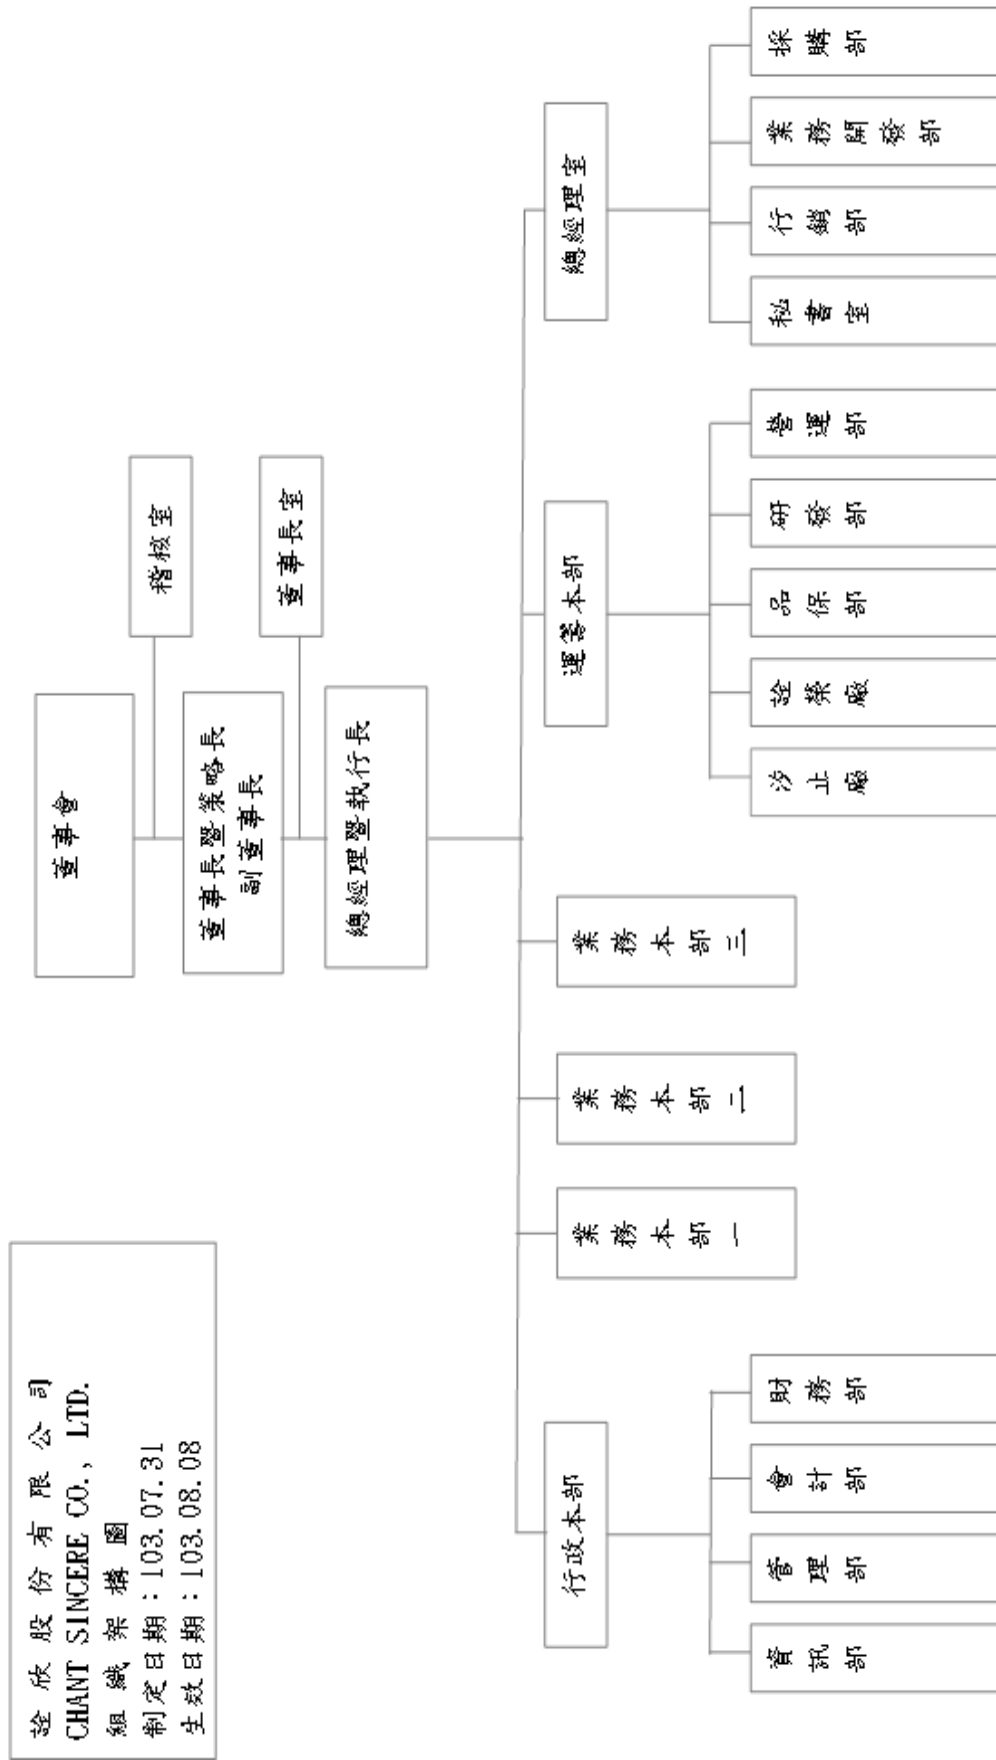 詮欣股份有限公司
CHANT SINCERE CO., LTD.
組織架構圖
制定日期：103.07.31
生效日期：103.08.08
董事會
稽核室
董事長暨策略長
副董事長
董事長室
總經理暨執行長
行政本部
業務本部一
業務本部二
業務本部三
運籌本部
總經理室
資訊部
管理部
會計部
財務部
汐止廠
詮榮廠
品保部
研發部
營運部
秘書室
行銷部
業務開發部
採購部